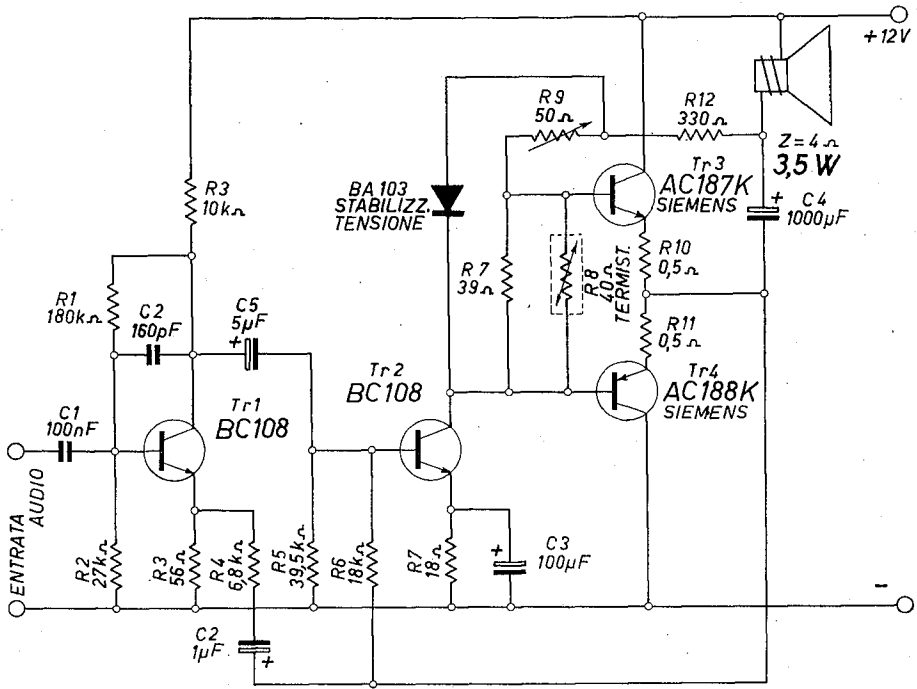 +12V
R9
50Ω
R12
330Ω
Z=4Ω
3,5W
R3
10kΩ
BA103
STABILIZZ.
TENSIONE
Tr3
AC187K
SIEMENS
+
C4
1000µF
R10
0,5Ω
R7
39Ω
R8
40Ω
TERMIST.
R1
180kΩ
C2
160pF
C5
5µF
+
R11
0,5Ω
Tr2
BC108
Tr4
AC188K
SIEMENS
C1
100nF
Tr1
BC108
ENTRATA
AUDIO
R2
27kΩ
R3
56Ω
R4
6,8kΩ
R5
39,5kΩ
R6
18kΩ
R7
18Ω
+
C3
100µF
-
C2
1µF
+